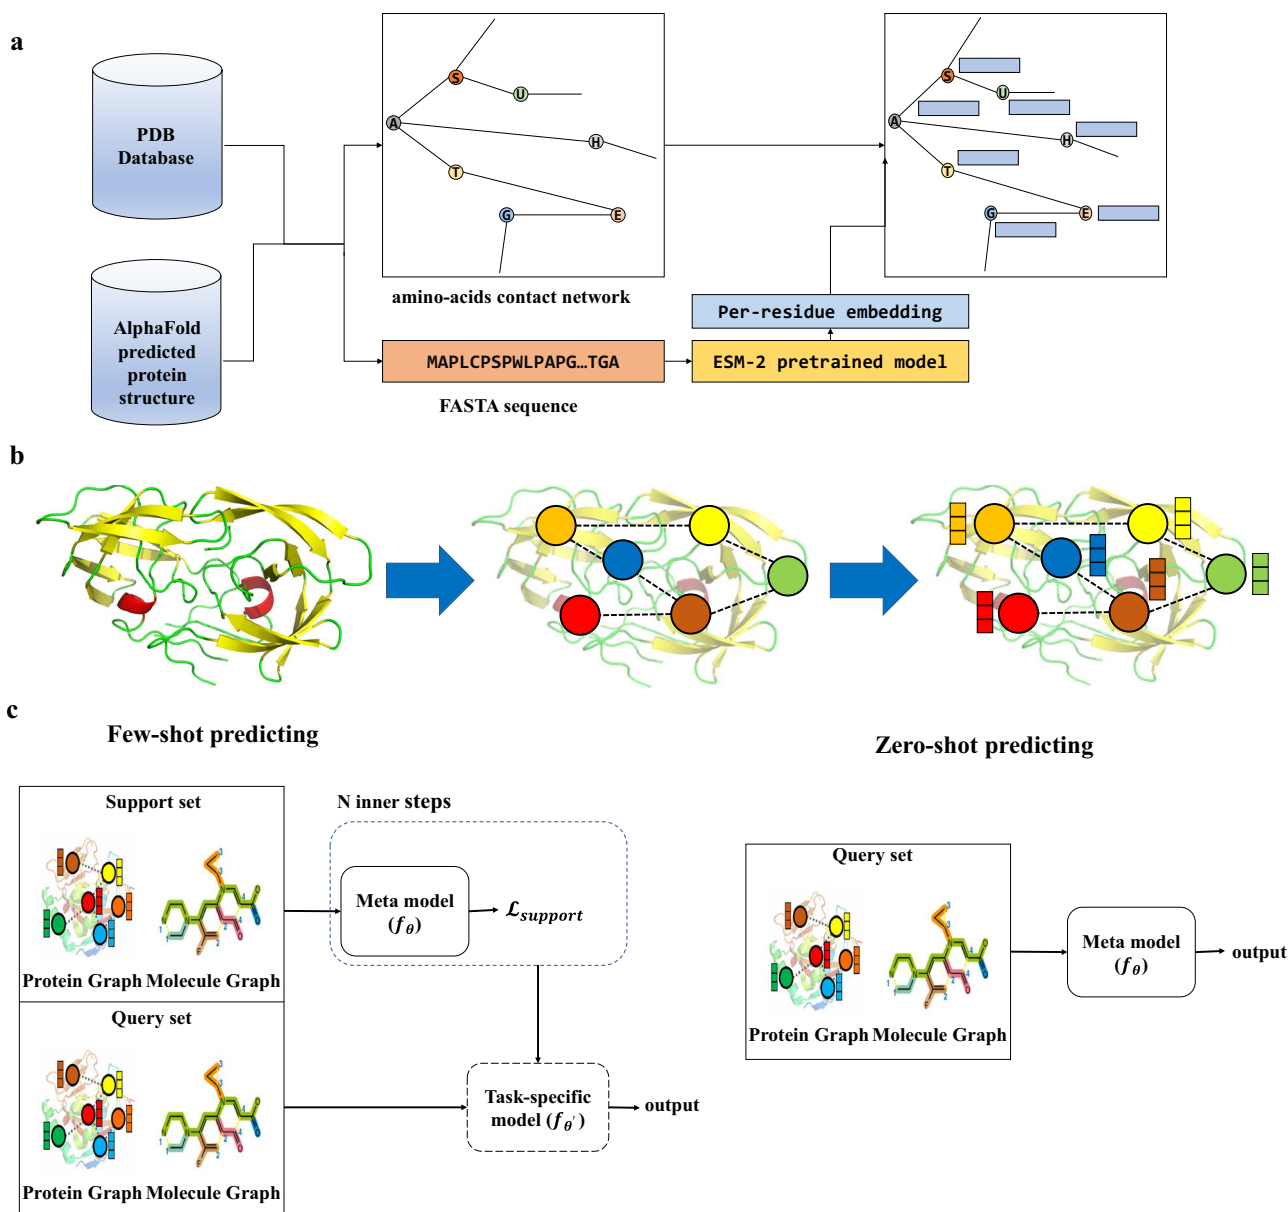 a
PDB
Database
AlphaFold
predicted
protein
structure
S
U
A
H
T
G
E
amino-acids contact network
MAPLCPSPWLPAPG…TGA
FASTA sequence
ESM-2 pretrained model
Per-residue embedding
S
U
A
H
T
G
E
b
c
Few-shot predicting
Zero-shot predicting
Support set
N inner steps
Meta model
(fθ)
ℒsupport
Protein Graph Molecule Graph
Query set
Task-specific
model (fθ′)
output
Protein Graph Molecule Graph
Query set
Protein Graph Molecule Graph
Meta model
(fθ)
output